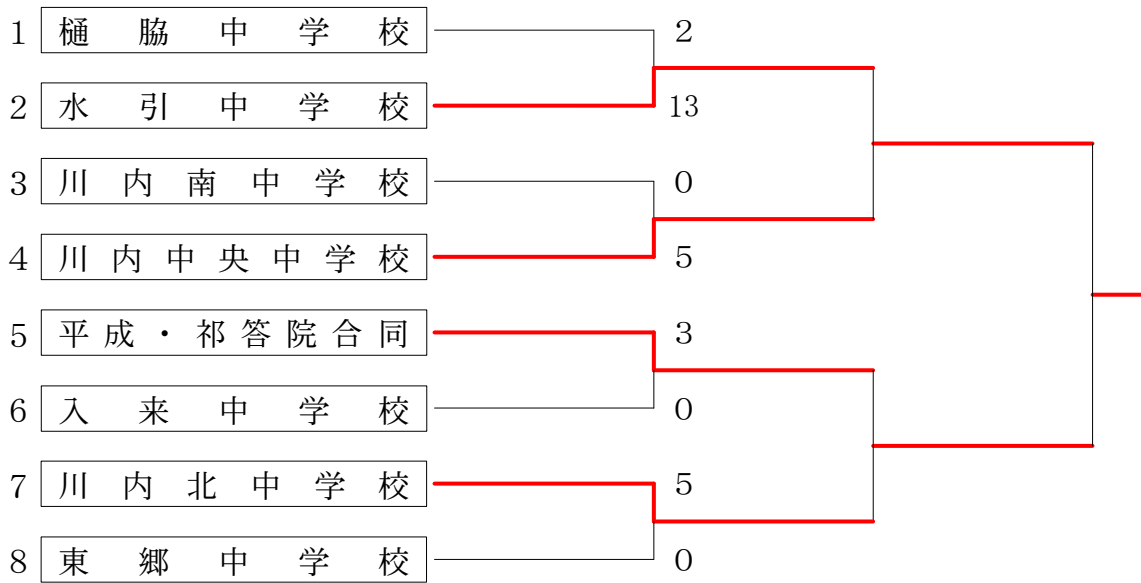 1 樋脇中学校 2
2 水引中学校 13
3 川内南中学校 0
4 川内中央中学校 5
5 平成・祁答院合同 3
6 入来中学校 0
7 川内北中学校 5
8 東郷中学校 0